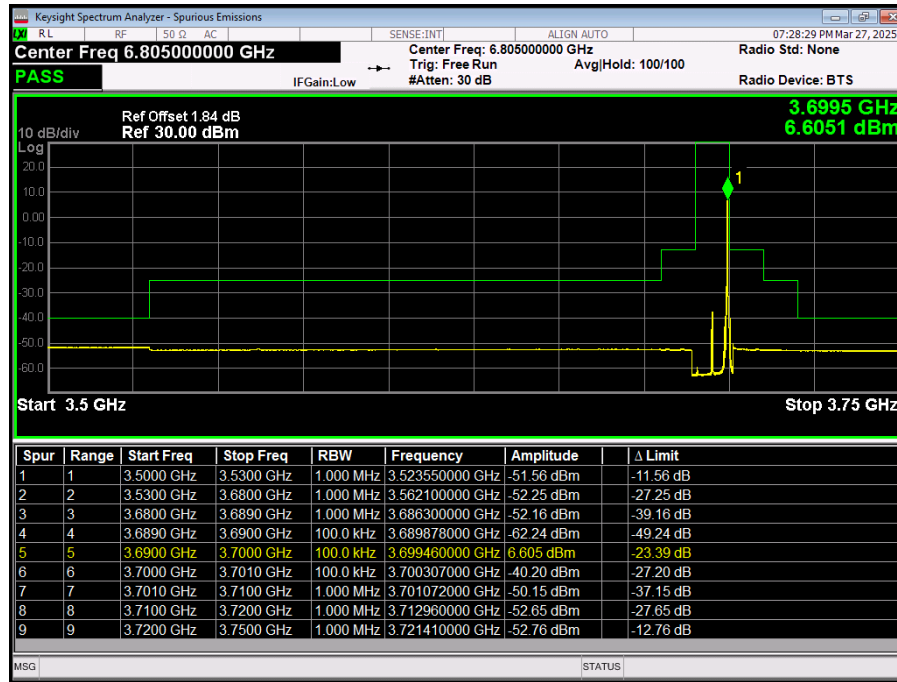 Keysight Spectrum Analyzer - Spurious Emissions
LXI RL RF 50 Ω AC SENSE:INT ALIGN AUTO 07:28:29 PM Mar 27, 2025
Center Freq 6.805000000 GHz Center Freq: 6.805000000 GHz Radio Std: None
Trig: Free Run Avg|Hold: 100/100
PASS IFGain:Low #Atten: 30 dB Radio Device: BTS
3.6995 GHz
Ref Offset 1.84 dB
10 dB/div Ref 30.00 dBm 6.6051 dBm
Log
20.0
1
10.0
0.00
-10.0
-20.0
-30.0
-40.0
-50.0
-60.0
Start 3.5 GHz Stop 3.75 GHz
Spur Range Start Freq Stop Freq RBW Frequency Amplitude Δ Limit
1 1 3.5000 GHz 3.5300 GHz 1.000 MHz 3.523550000 GHz -51.56 dBm -11.56 dB
2 2 3.5300 GHz 3.6800 GHz 1.000 MHz 3.562100000 GHz -52.25 dBm -27.25 dB
3 3 3.6800 GHz 3.6890 GHz 1.000 MHz 3.686300000 GHz -52.16 dBm -39.16 dB
4 4 3.6890 GHz 3.6900 GHz 100.0 kHz 3.689878000 GHz -62.24 dBm -49.24 dB
5 5 3.6900 GHz 3.7000 GHz 100.0 kHz 3.699460000 GHz 6.605 dBm -23.39 dB
6 6 3.7000 GHz 3.7010 GHz 100.0 kHz 3.700307000 GHz -40.20 dBm -27.20 dB
7 7 3.7010 GHz 3.7100 GHz 1.000 MHz 3.701072000 GHz -50.15 dBm -37.15 dB
8 8 3.7100 GHz 3.7200 GHz 1.000 MHz 3.712960000 GHz -52.65 dBm -27.65 dB
9 9 3.7200 GHz 3.7500 GHz 1.000 MHz 3.721410000 GHz -52.76 dBm -12.76 dB
MSG STATUS